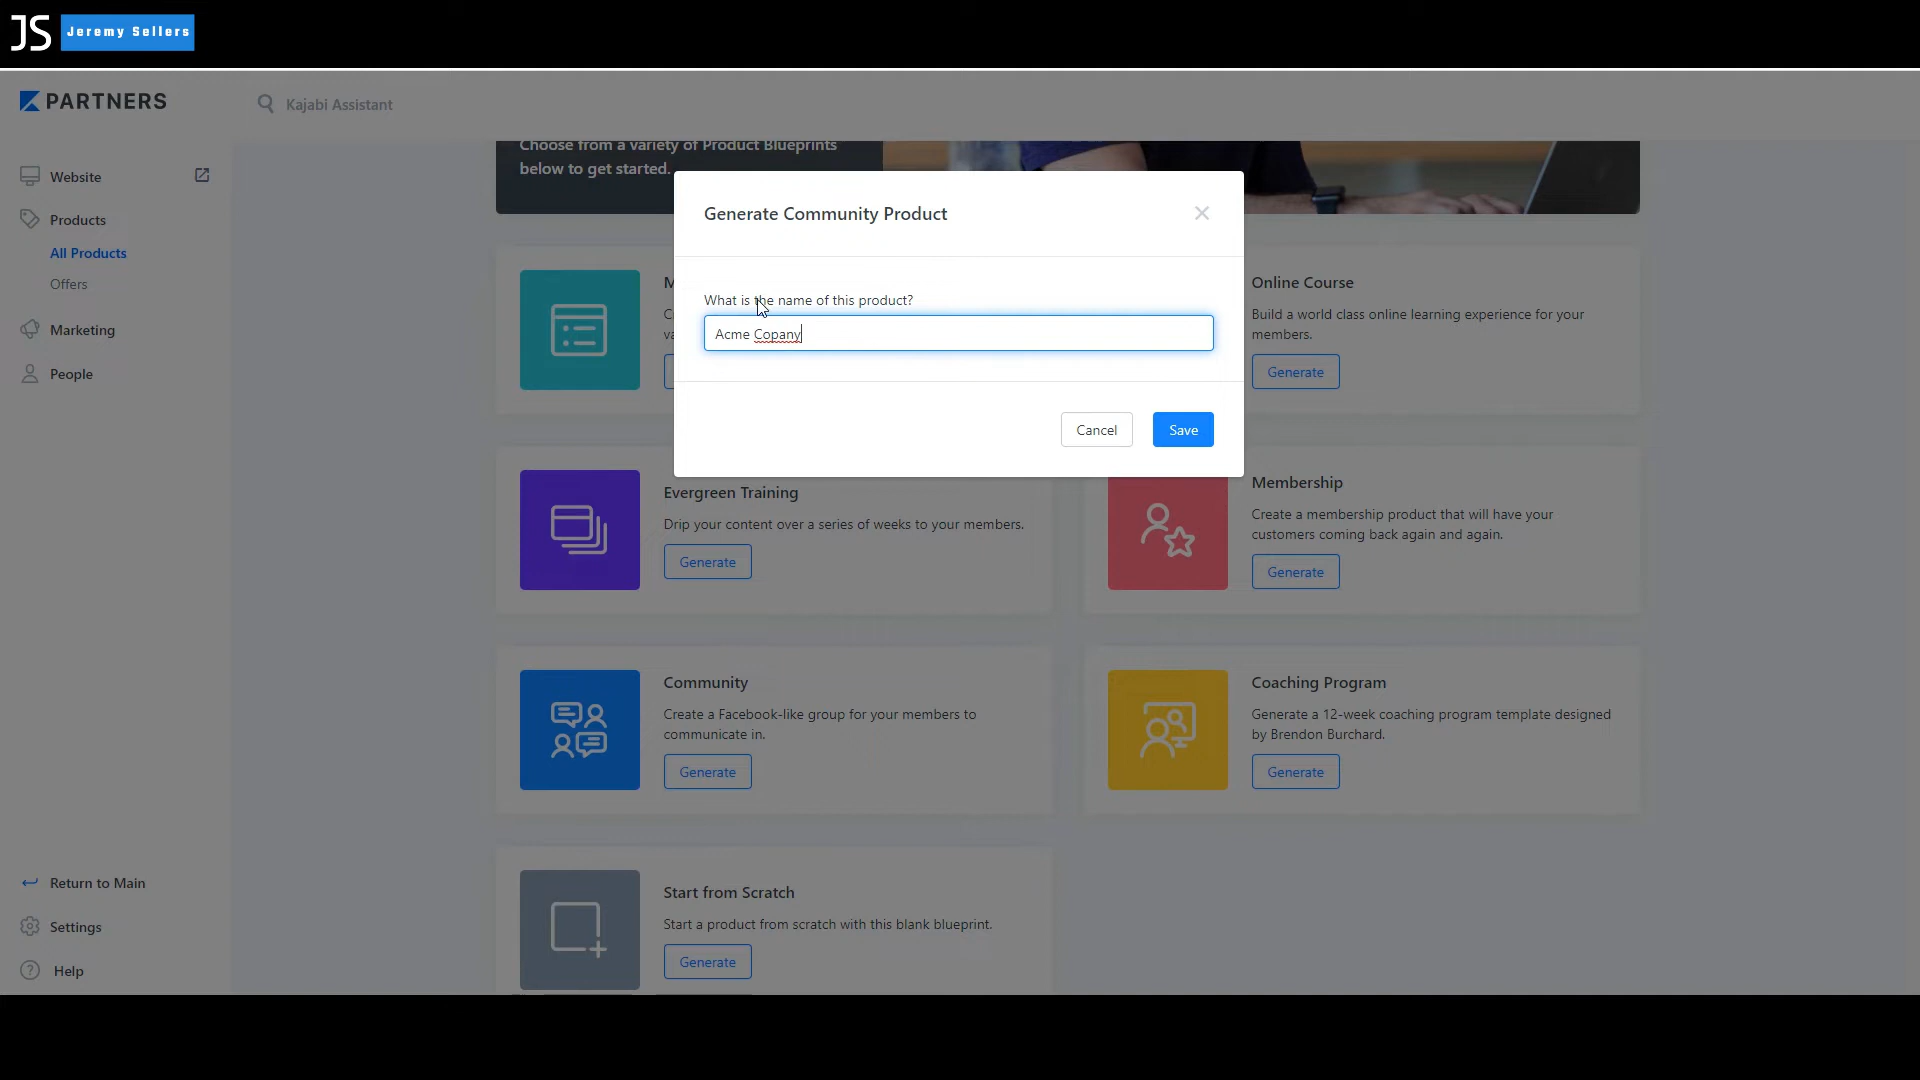 JS Jeremy Sellers
PARTNERS
Kajabi Assistant
Website
Products
All Products
Offers
Marketing
People
Return to Main
Settings
Help
Choose from a variety of Product Blueprints
below to get started.
Generate Community Product
What is the name of this product?
Acme Copany
Cancel
Save
Online Course
Build a world class online learning experience for your
members.
Generate
Evergreen Training
Drip your content over a series of weeks to your members.
Generate
Membership
Create a membership product that will have your
customers coming back again and again.
Generate
Community
Create a Facebook-like group for your members to
communicate in.
Generate
Coaching Program
Generate a 12-week coaching program template designed
by Brendon Burchard.
Generate
Start from Scratch
Start a product from scratch with this blank blueprint.
Generate